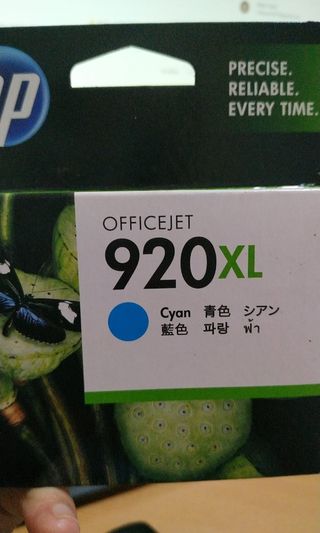 hp
PRECISE.
RELIABLE.
EVERY TIME.
OFFICEJET
920XL
Cyan 青色 シアン
藍色 파랑 ฟ้า